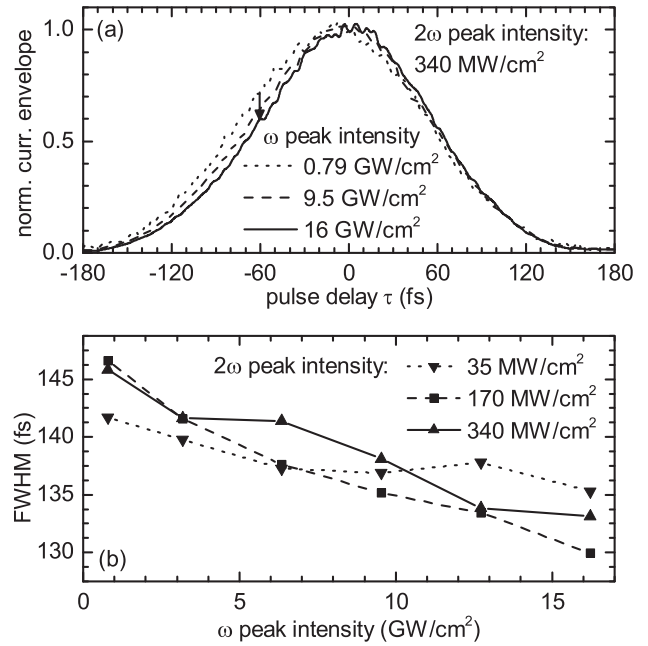 (a)
2ω peak intensity:
340 MW/cm²
ω peak intensity
0.79 GW/cm²
9.5 GW/cm²
16 GW/cm²
norm. curr. envelope
1.0
0.5
0.0
-180 -120 -60 0 60 120 180
pulse delay τ (fs)
2ω peak intensity:
35 MW/cm²
170 MW/cm²
340 MW/cm²
FWHM (fs)
145
140
135
130
(b)
0 5 10 15
ω peak intensity (GW/cm²)